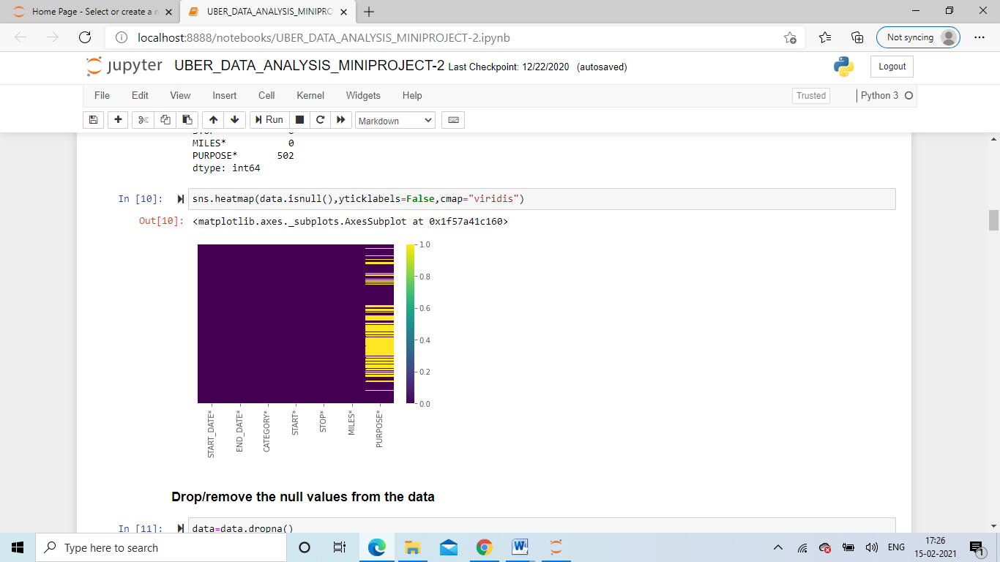 Home Page - Select or create a n
UBER_DATA_ANALYSIS_MINIPRO
localhost:8888/notebooks/UBER_DATA_ANALYSIS_MINIPROJECT-2.ipynb
Not syncing
jupyter UBER_DATA_ANALYSIS_MINIPROJECT-2 Last Checkpoint: 12/22/2020 (autosaved)
Logout
File Edit View Insert Cell Kernel Widgets Help
Trusted
Python 3
Run
Markdown
MILES* 0
PURPOSE* 502
dtype: int64
In [10]: sns.heatmap(data.isnull(),yticklabels=False,cmap="viridis")
Out[10]: <matplotlib.axes._subplots.AxesSubplot at 0x1f57a41c160>
1.0
0.8
0.6
0.4
0.2
0.0
START_DATE*
END_DATE*
CATEGORY*
START*
STOP*
MILES*
PURPOSE*
Drop/remove the null values from the data
In [11]: data=data.dropna()
Type here to search
ENG
17:26
15-02-2021
1